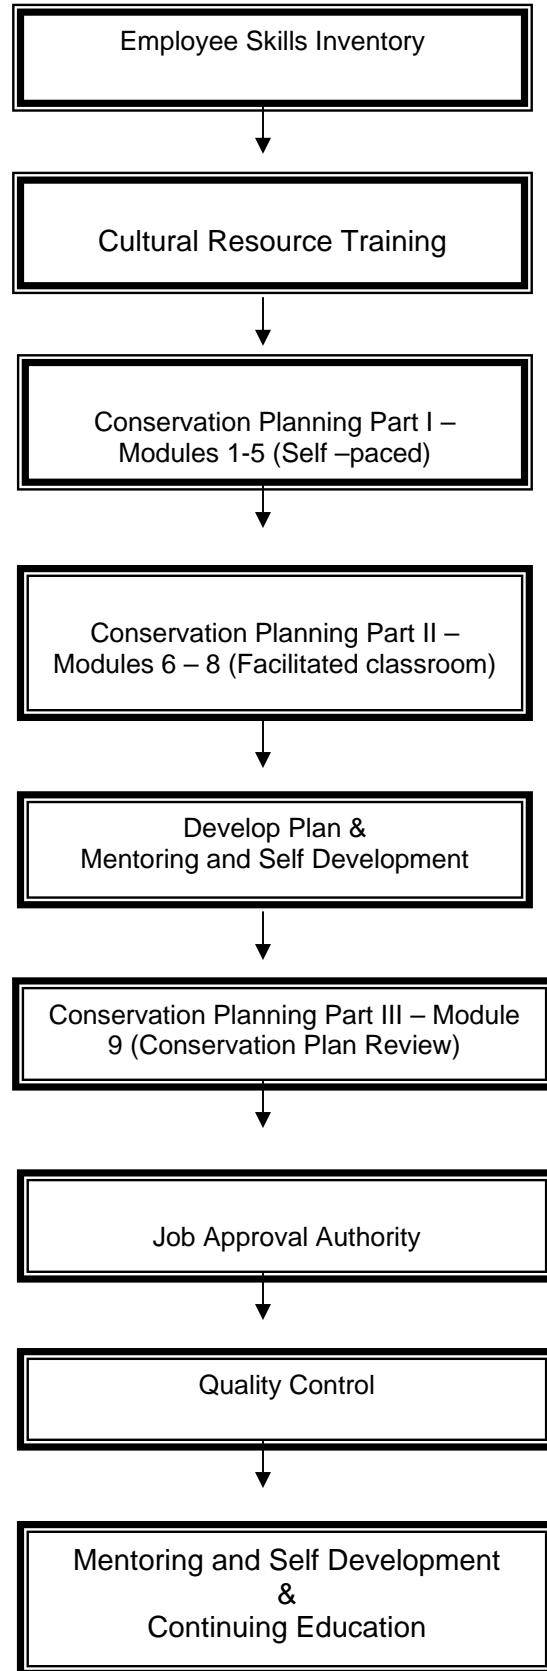 Employee Skills Inventory
Cultural Resource Training
Conservation Planning Part I –
Modules 1-5 (Self –paced)
Conservation Planning Part II –
Modules 6 – 8 (Facilitated classroom)
Develop Plan &
Mentoring and Self Development
Conservation Planning Part III – Module
9 (Conservation Plan Review)
Job Approval Authority
Quality Control
Mentoring and Self Development
&
Continuing Education